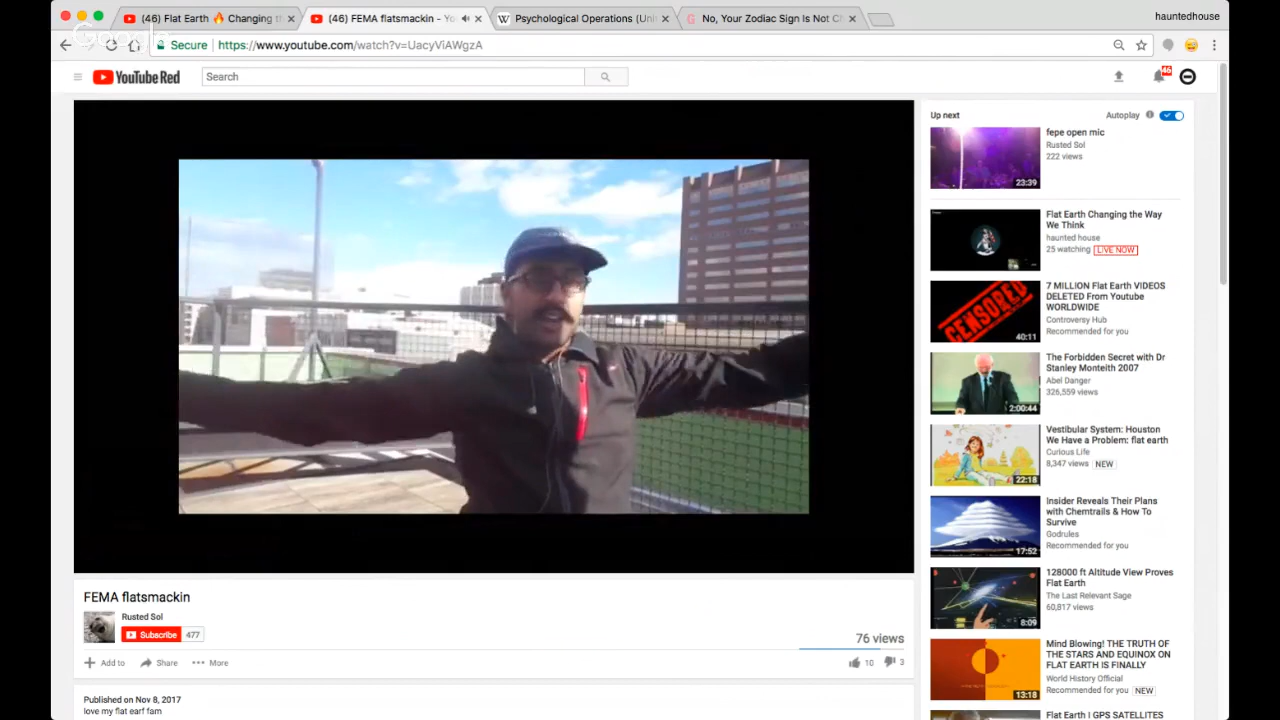 (46) Flat Earth 🔥 Changing th
(46) FEMA flatsmackin - Yo
Psychological Operations (Uni
No, Your Zodiac Sign Is Not C
hauntedhouse
Google
Secure
https://www.youtube.com/watch?v=UacyViAWgzA
YouTube Red
Search
46
Up next
Autoplay
fepe open mic
Rusted Sol
222 views
23:39
Flat Earth Changing the Way
We Think
haunted house
25 watching LIVE NOW
7 MILLION Flat Earth VIDEOS
DELETED From Youtube
WORLDWIDE
Controversy Hub
Recommended for you
CENSORED
40:11
The Forbidden Secret with Dr
Stanley Monteith 2007
Abel Danger
326,559 views
2:00:44
Vestibular System: Houston
We Have a Problem: flat earth
Curious Life
8,347 views NEW
22:18
Insider Reveals Their Plans
with Chemtrails & How To
Survive
Godrules
Recommended for you
17:52
128000 ft Altitude View Proves
Flat Earth
The Last Relevant Sage
60,817 views
8:09
Mind Blowing! THE TRUTH OF
THE STARS AND EQUINOX ON
FLAT EARTH IS FINALLY
World History Official
Recommended for you NEW
13:18
Flat Earth I GPS SATELLITES
FEMA flatsmackin
Rusted Sol
Subscribe 477
76 views
Add to
Share
More
10
3
Published on Nov 8, 2017
love my flat earf fam